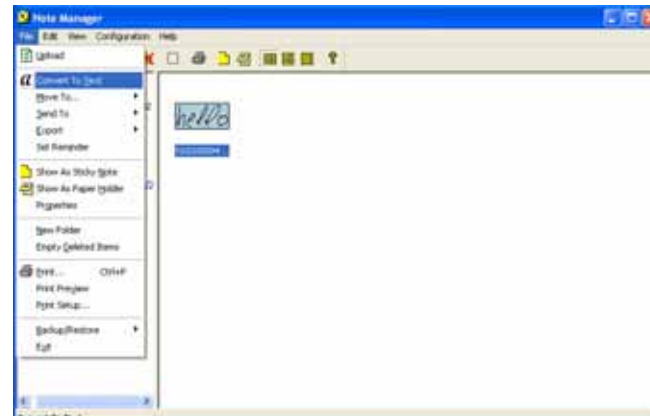 Note Manager
File Edit View Configuration Help
Upload
Convert To Text
Move To...
Send To
Export
Set Reminder
hello
Show As Sticky Note
Show As Paper Holder
Properties
New Folder
Empty Deleted Items
Print... Ctrl+P
Print Preview
Print Setup...
Backup/Restore
Exit